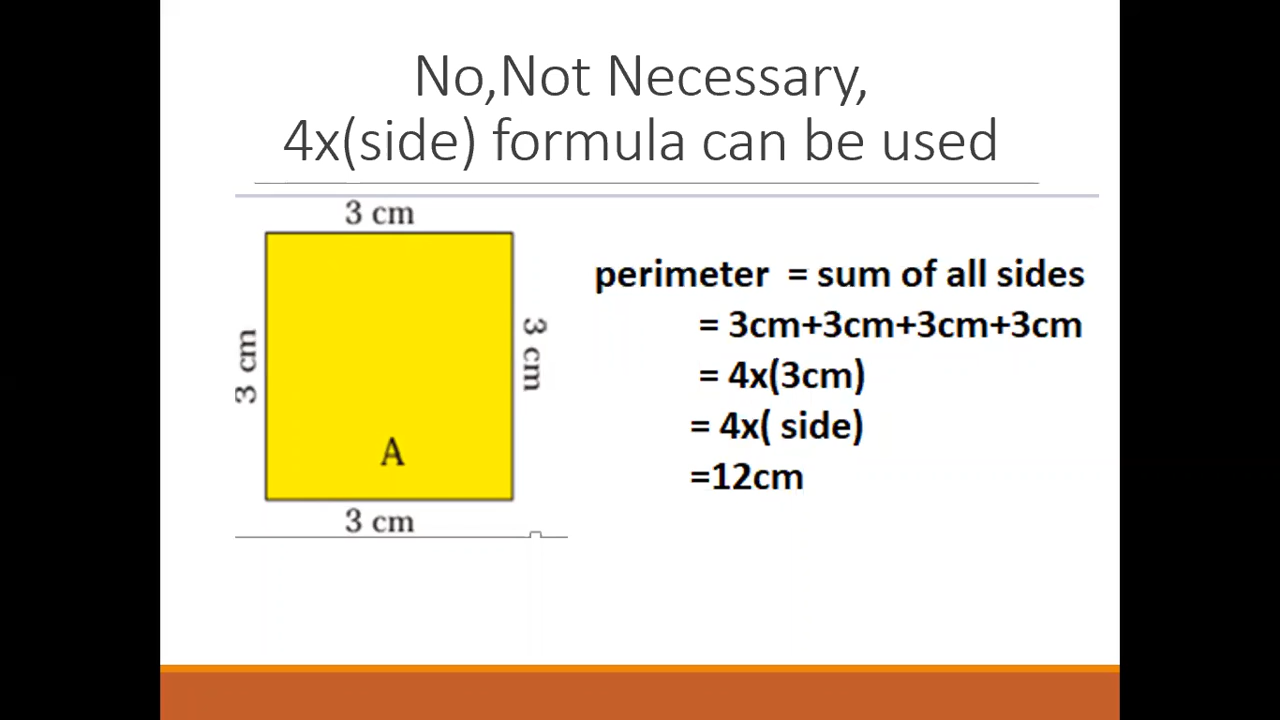 No,Not Necessary,
4x(side) formula can be used
3 cm
3 cm
3 cm
A
3 cm
perimeter = sum of all sides
= 3cm+3cm+3cm+3cm
= 4x(3cm)
= 4x( side)
=12cm